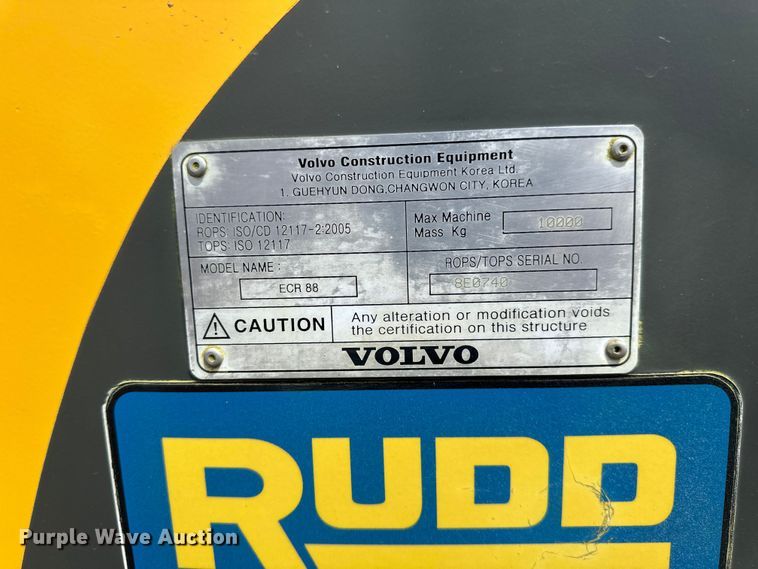 Volvo Construction Equipment
Volvo Construction Equipment Korea Ltd.
1. GUEHYUN DONG,CHANGWON CITY, KOREA
IDENTIFICATION:
ROPS: ISO/CD 12117-2:2005
TOPS: ISO 12117
Max Machine
Mass Kg
10000
MODEL NAME :
ECR 88
ROPS/TOPS SERIAL NO.
8E0740
CAUTION
Any alteration or modification voids
the certification on this structure
VOLVO
RUDD
Purple Wave Auction